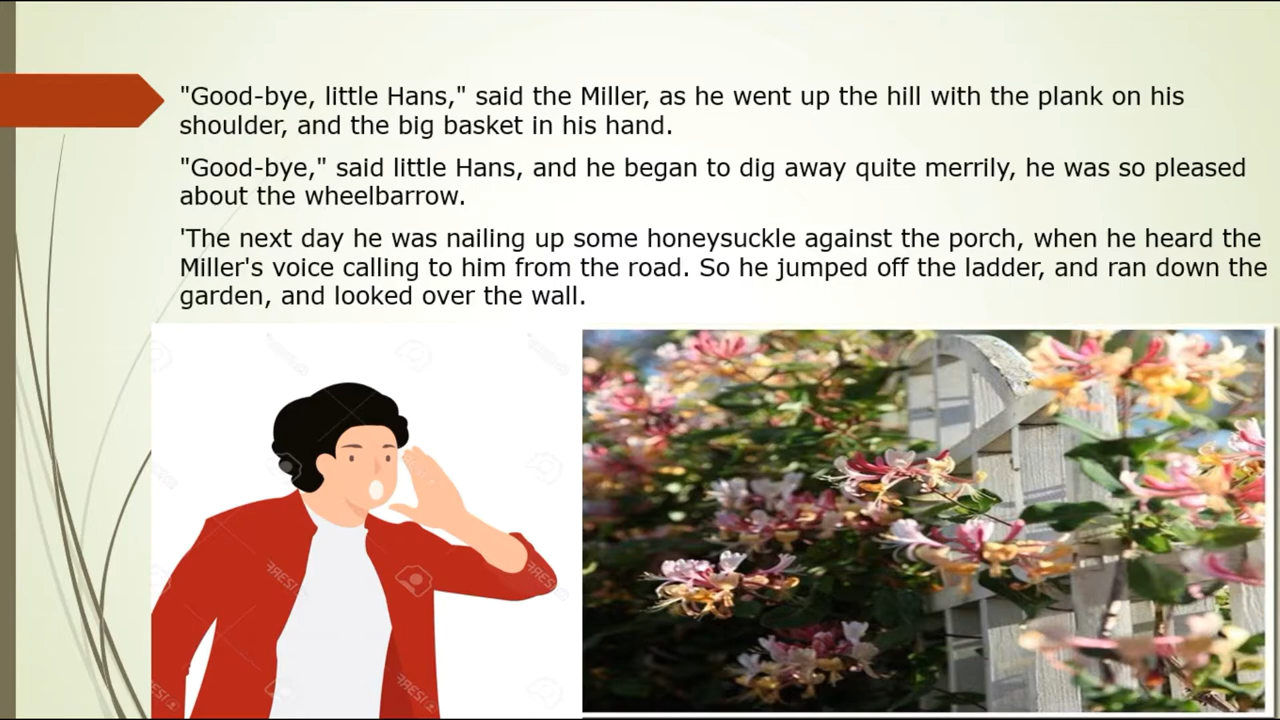 "Good-bye, little Hans," said the Miller, as he went up the hill with the plank on his
shoulder, and the big basket in his hand.
"Good-bye," said little Hans, and he began to dig away quite merrily, he was so pleased
about the wheelbarrow.
'The next day he was nailing up some honeysuckle against the porch, when he heard the
Miller's voice calling to him from the road. So he jumped off the ladder, and ran down the
garden, and looked over the wall.